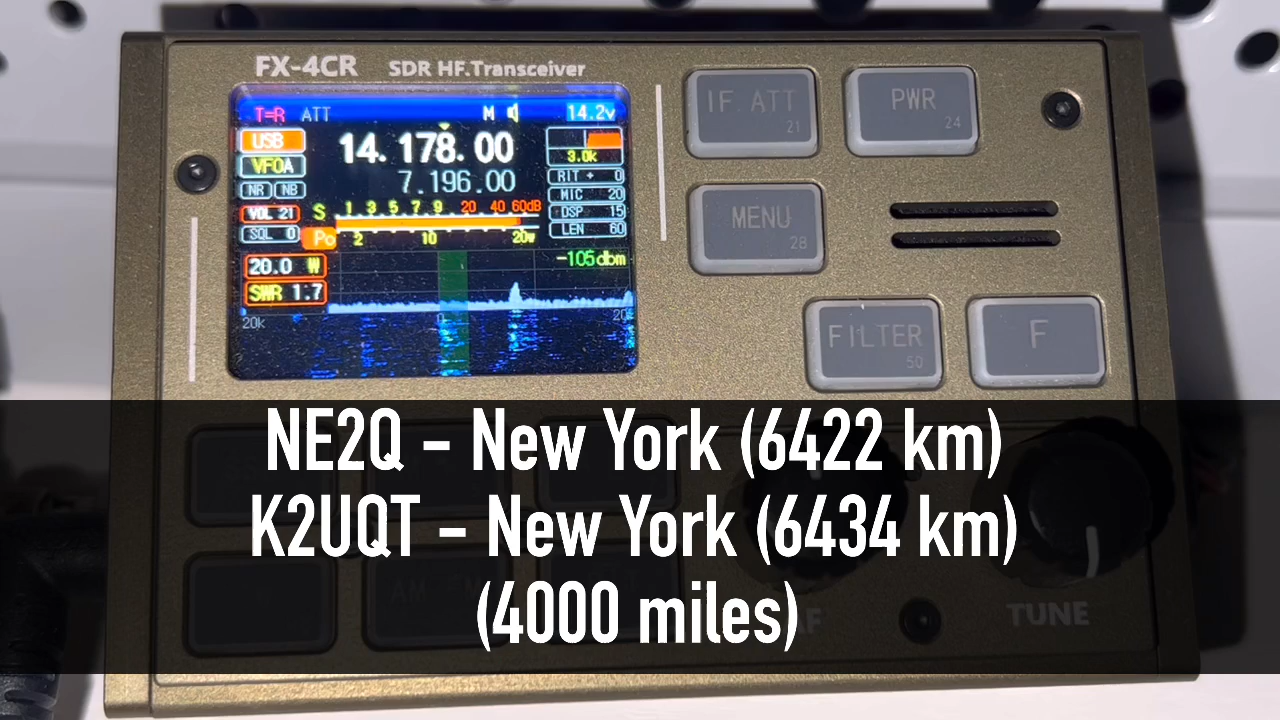 FX-4CR SDR HF.Transceiver
T=R ATT M 14.2v
USB 14.178.00 3.0k
VFOA 7.196.00 RIT + 0
NR NB MIC 20
VOL 21 S 1 3 5 7 9 20 40 60dB DSP 15
SQL 0 Po 2 10 20w LEN 60
20.0 W -105dbm
SWR 1.7
20k 0 20
IF.ATT 21
PWR 24
MENU 28
FILTER 50
F
NE2Q - New York (6422 km)
K2UQT - New York (6434 km)
(4000 miles)
TUNE